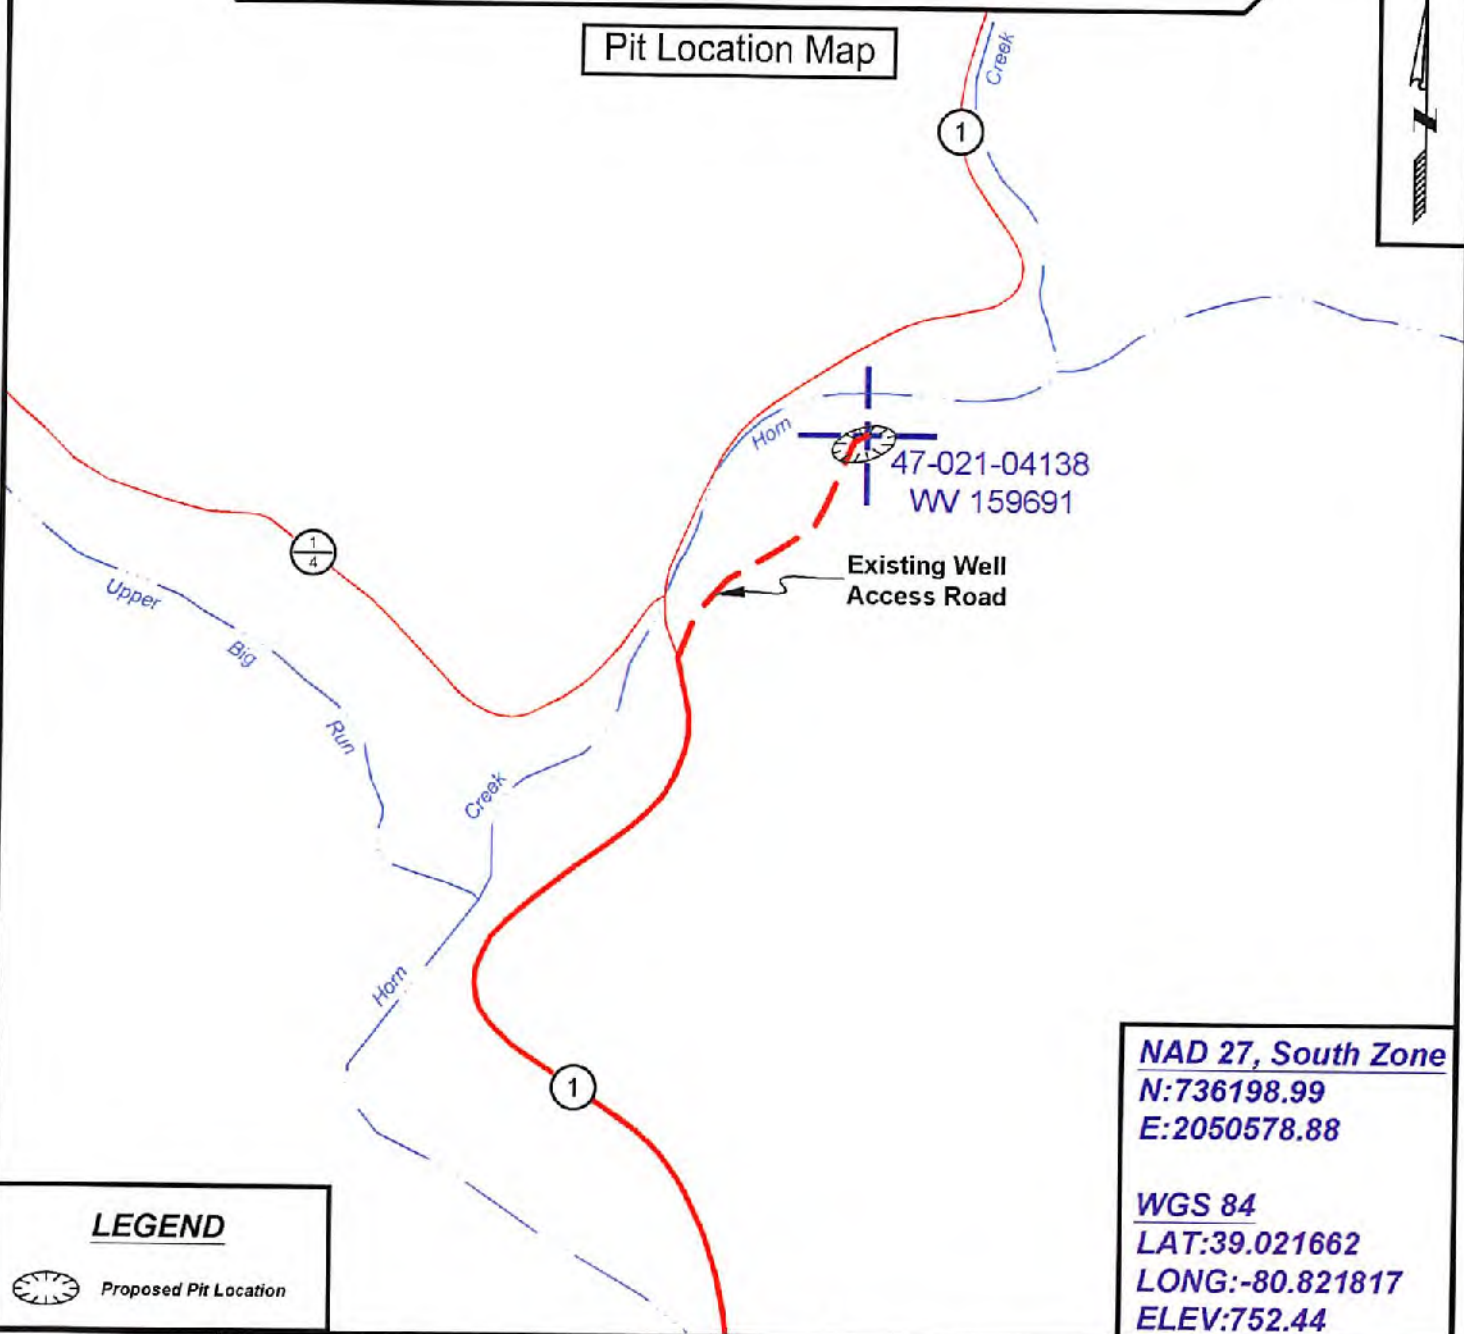 Pit Location Map
Creek
1
N
Horn
47-021-04138
WV 159691
1
4
Existing Well
Access Road
Upper
Big
Run
Creek
Horn
1
NAD 27, South Zone
N:736198.99
E:2050578.88
WGS 84
LAT:39.021662
LONG:-80.821817
ELEV:752.44
LEGEND
Proposed Pit Location